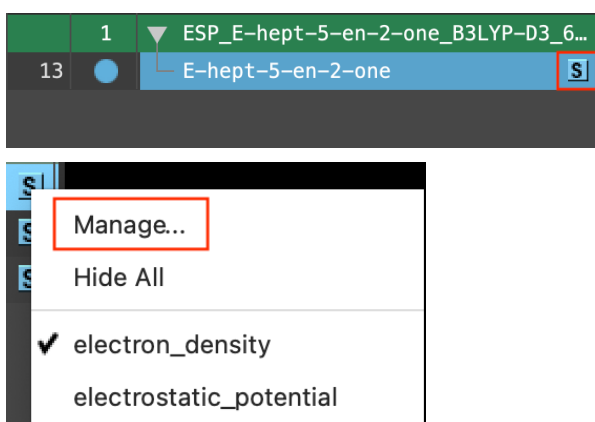 1 ESP_E-hept-5-en-2-one_B3LYP-D3_6…
13 E-hept-5-en-2-one S
S
Manage...
S
Hide All
S
✔ electron_density
electrostatic_potential